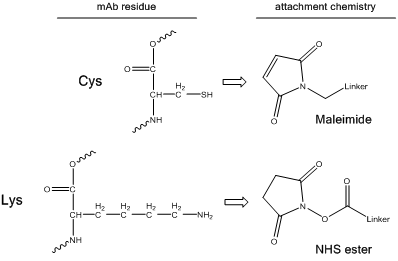 mAb residue
attachment chemistry
O
O
O
C
H₂
Cys
CH
C
SH
N
Linker
NH
O
Maleimide
O
O
O
O
C
H₂
H₂
H₂
H₂
Lys
CH
C
C
C
C
NH₂
N
O
Linker
O
NH
NHS ester